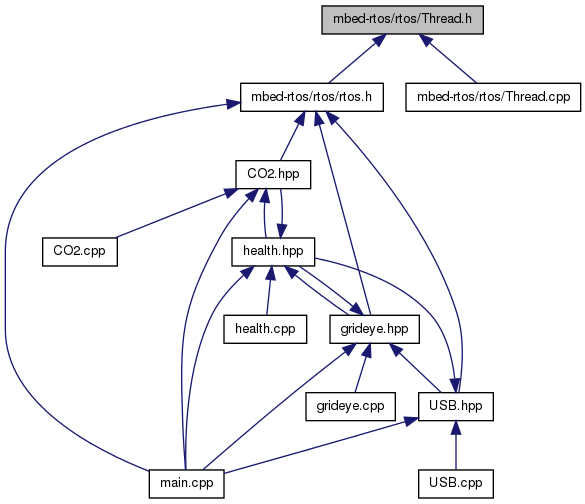 mbed-rtos/rtos/Thread.h
mbed-rtos/rtos/rtos.h
mbed-rtos/rtos/Thread.cpp
CO2.hpp
CO2.cpp
health.hpp
health.cpp
grideye.hpp
grideye.cpp
USB.hpp
main.cpp
USB.cpp